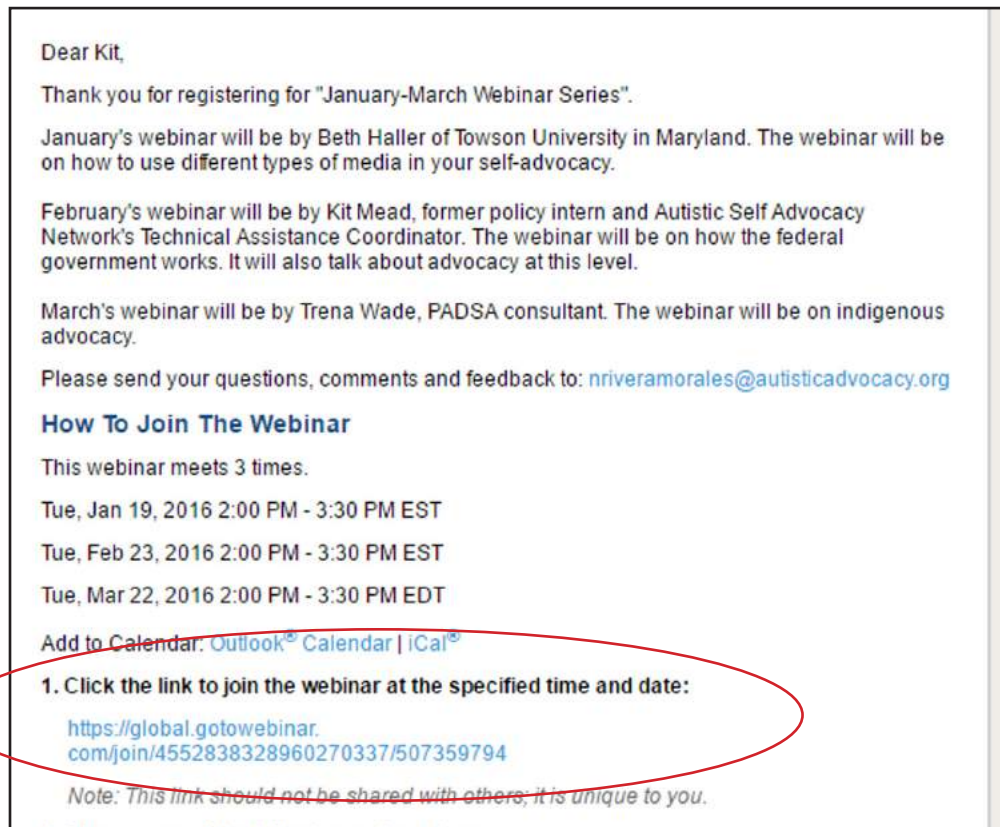 Dear Kit,
Thank you for registering for "January-March Webinar Series".
January's webinar will be by Beth Haller of Towson University in Maryland. The webinar will be
on how to use different types of media in your self-advocacy.
February's webinar will be by Kit Mead, former policy intern and Autistic Self Advocacy
Network's Technical Assistance Coordinator. The webinar will be on how the federal
government works. It will also talk about advocacy at this level.
March's webinar will be by Trena Wade, PADSA consultant. The webinar will be on indigenous
advocacy.
Please send your questions, comments and feedback to: nriveramorales@autisticadvocacy.org
How To Join The Webinar
This webinar meets 3 times.
Tue, Jan 19, 2016 2:00 PM - 3:30 PM EST
Tue, Feb 23, 2016 2:00 PM - 3:30 PM EST
Tue, Mar 22, 2016 2:00 PM - 3:30 PM EDT
Add to Calendar: Outlook® Calendar | iCal®
1. Click the link to join the webinar at the specified time and date:
https://global.gotowebinar.
com/join/4552838328960270337/507359794
Note: This link should not be shared with others; it is unique to you.